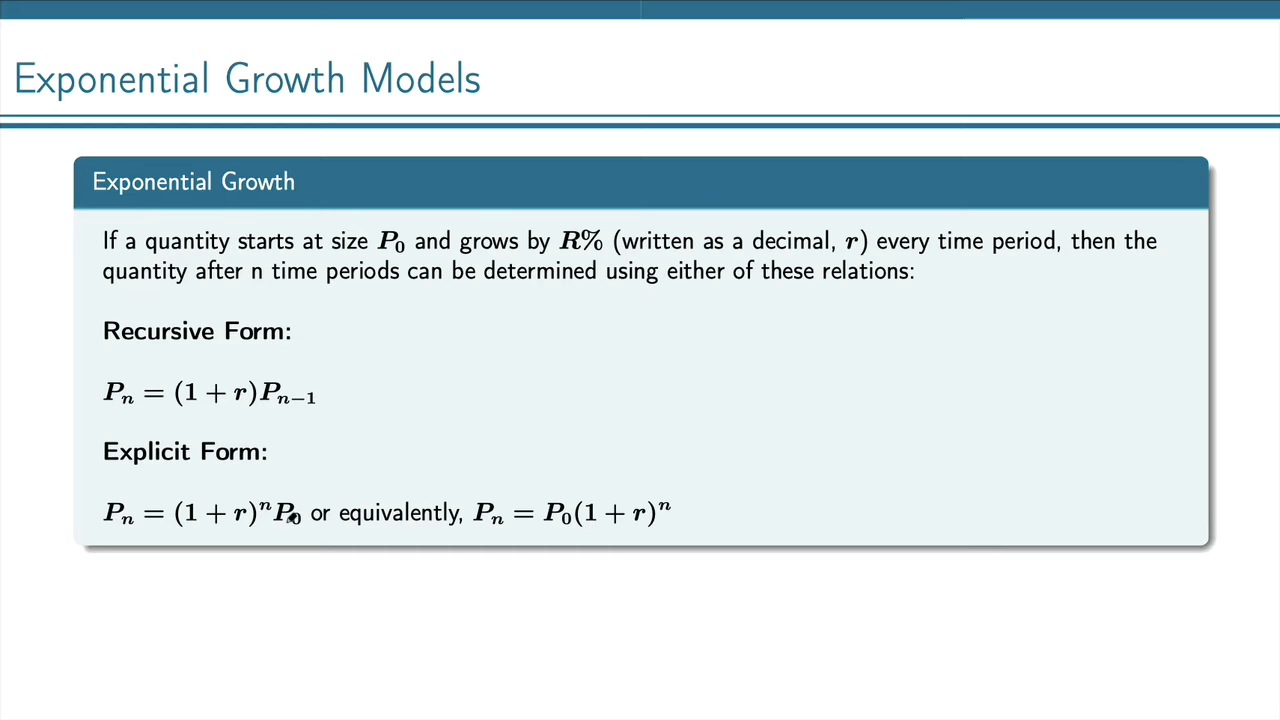 Exponential Growth Models
Exponential Growth
If a quantity starts at size P₀ and grows by R% (written as a decimal, r) every time period, then the
quantity after n time periods can be determined using either of these relations:
Recursive Form:
Pₙ = (1 + r)Pₙ₋₁
Explicit Form:
Pₙ = (1 + r)ⁿP₀ or equivalently, Pₙ = P₀(1 + r)ⁿ